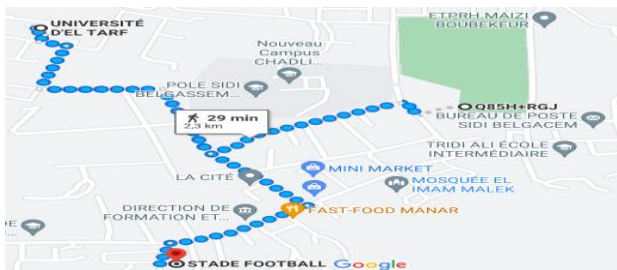 UNIVERSITÉ
D'EL TARF
ETPRH MAIZI
BOUBEKEUR
Nouveau
Campus
CHADLI...
POLE SIDI
BELGASSEM...
Q85H+RGJ
BUREAU DE POSTE
SIDI BELGACEM
29 min
2,3 km
TRIDI ALI ÉCOLE
INTERMÉDIAIRE
MINI MARKET
LA CITÉ
MOSQUÉE EL
IMAM MALEK
DIRECTION DE
FORMATION ET...
FAST-FOOD MANAR
DE
STADE FOOTBALL
Google